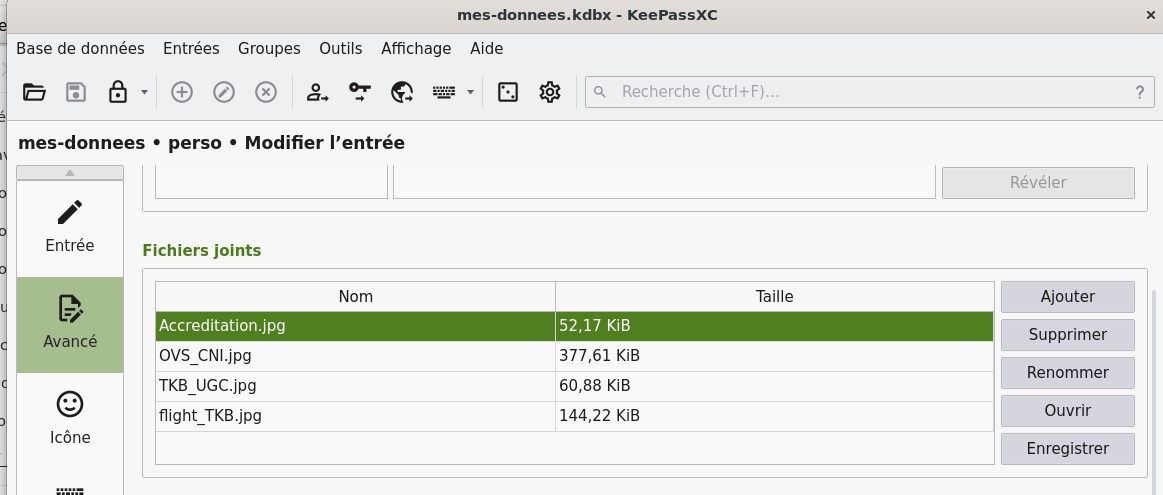 mes-donnees.kdbx - KeePassXC
Base de données Entrées Groupes Outils Affichage Aide
Recherche (Ctrl+F)… ?
mes-donnees • perso • Modifier l’entrée
Révéler
Entrée
Avancé
Icône
Fichiers joints
Nom Taille
Accreditation.jpg 52,17 KiB
OVS_CNI.jpg 377,61 KiB
TKB_UGC.jpg 60,88 KiB
flight_TKB.jpg 144,22 KiB
Ajouter
Supprimer
Renommer
Ouvrir
Enregistrer